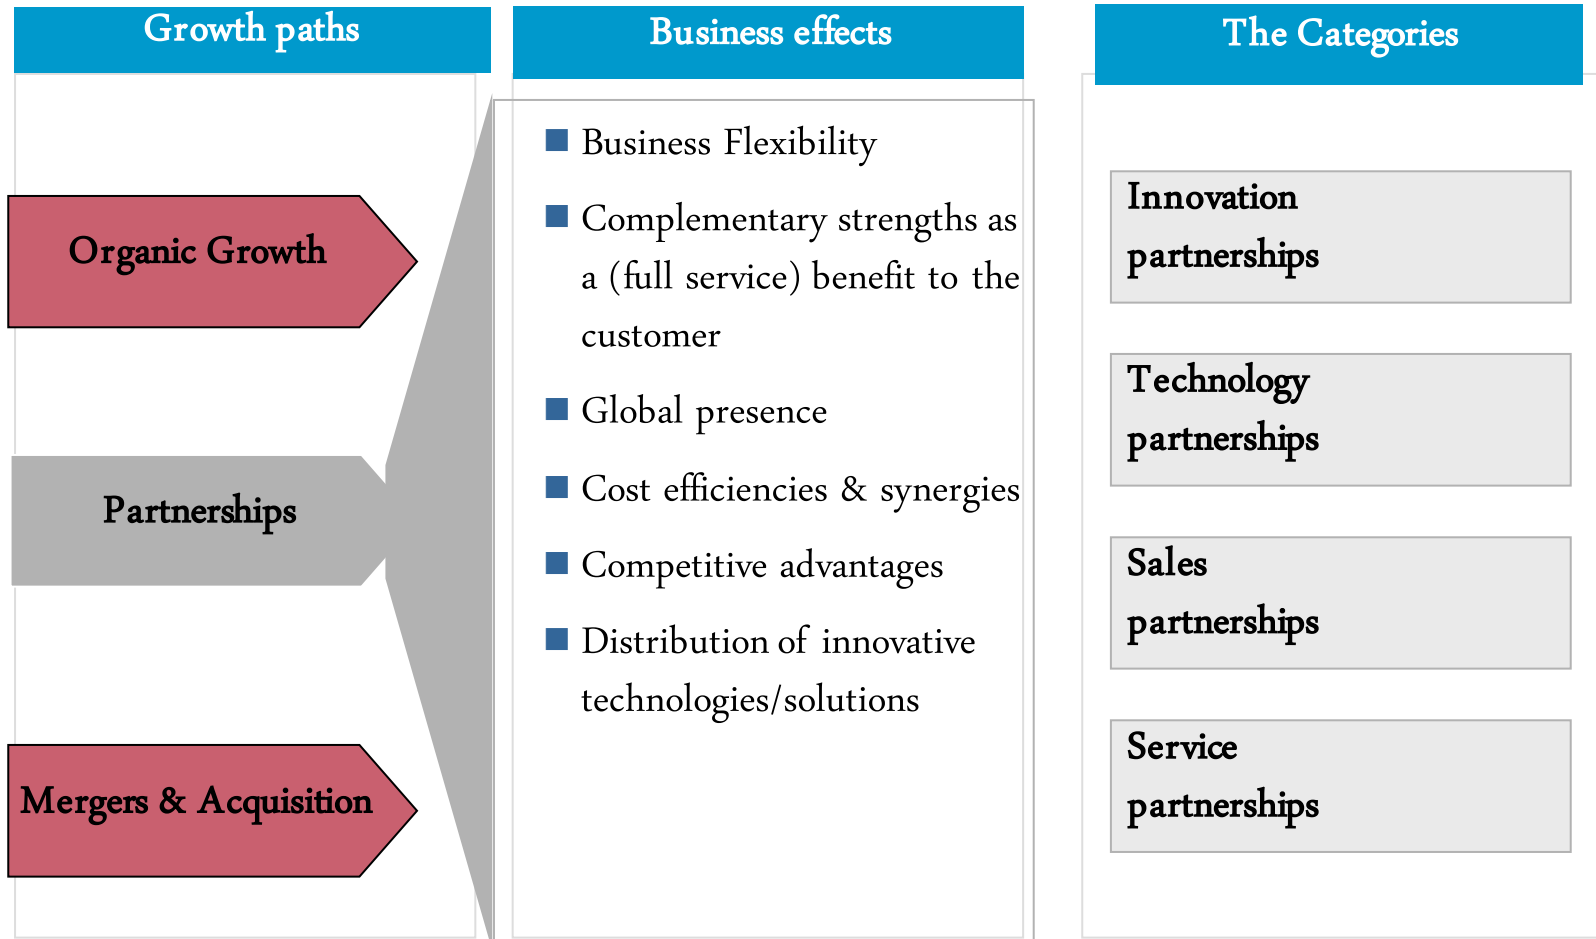 Growth paths
Organic Growth
Partnerships
Mergers & Acquisition
Business effects
Business Flexibility
Complementary strengths as
a (full service) benefit to the
customer
Global presence
Cost efficiencies & synergies
Competitive advantages
Distribution of innovative
technologies/solutions
The Categories
Innovation
partnerships
Technology
partnerships
Sales
partnerships
Service
partnerships